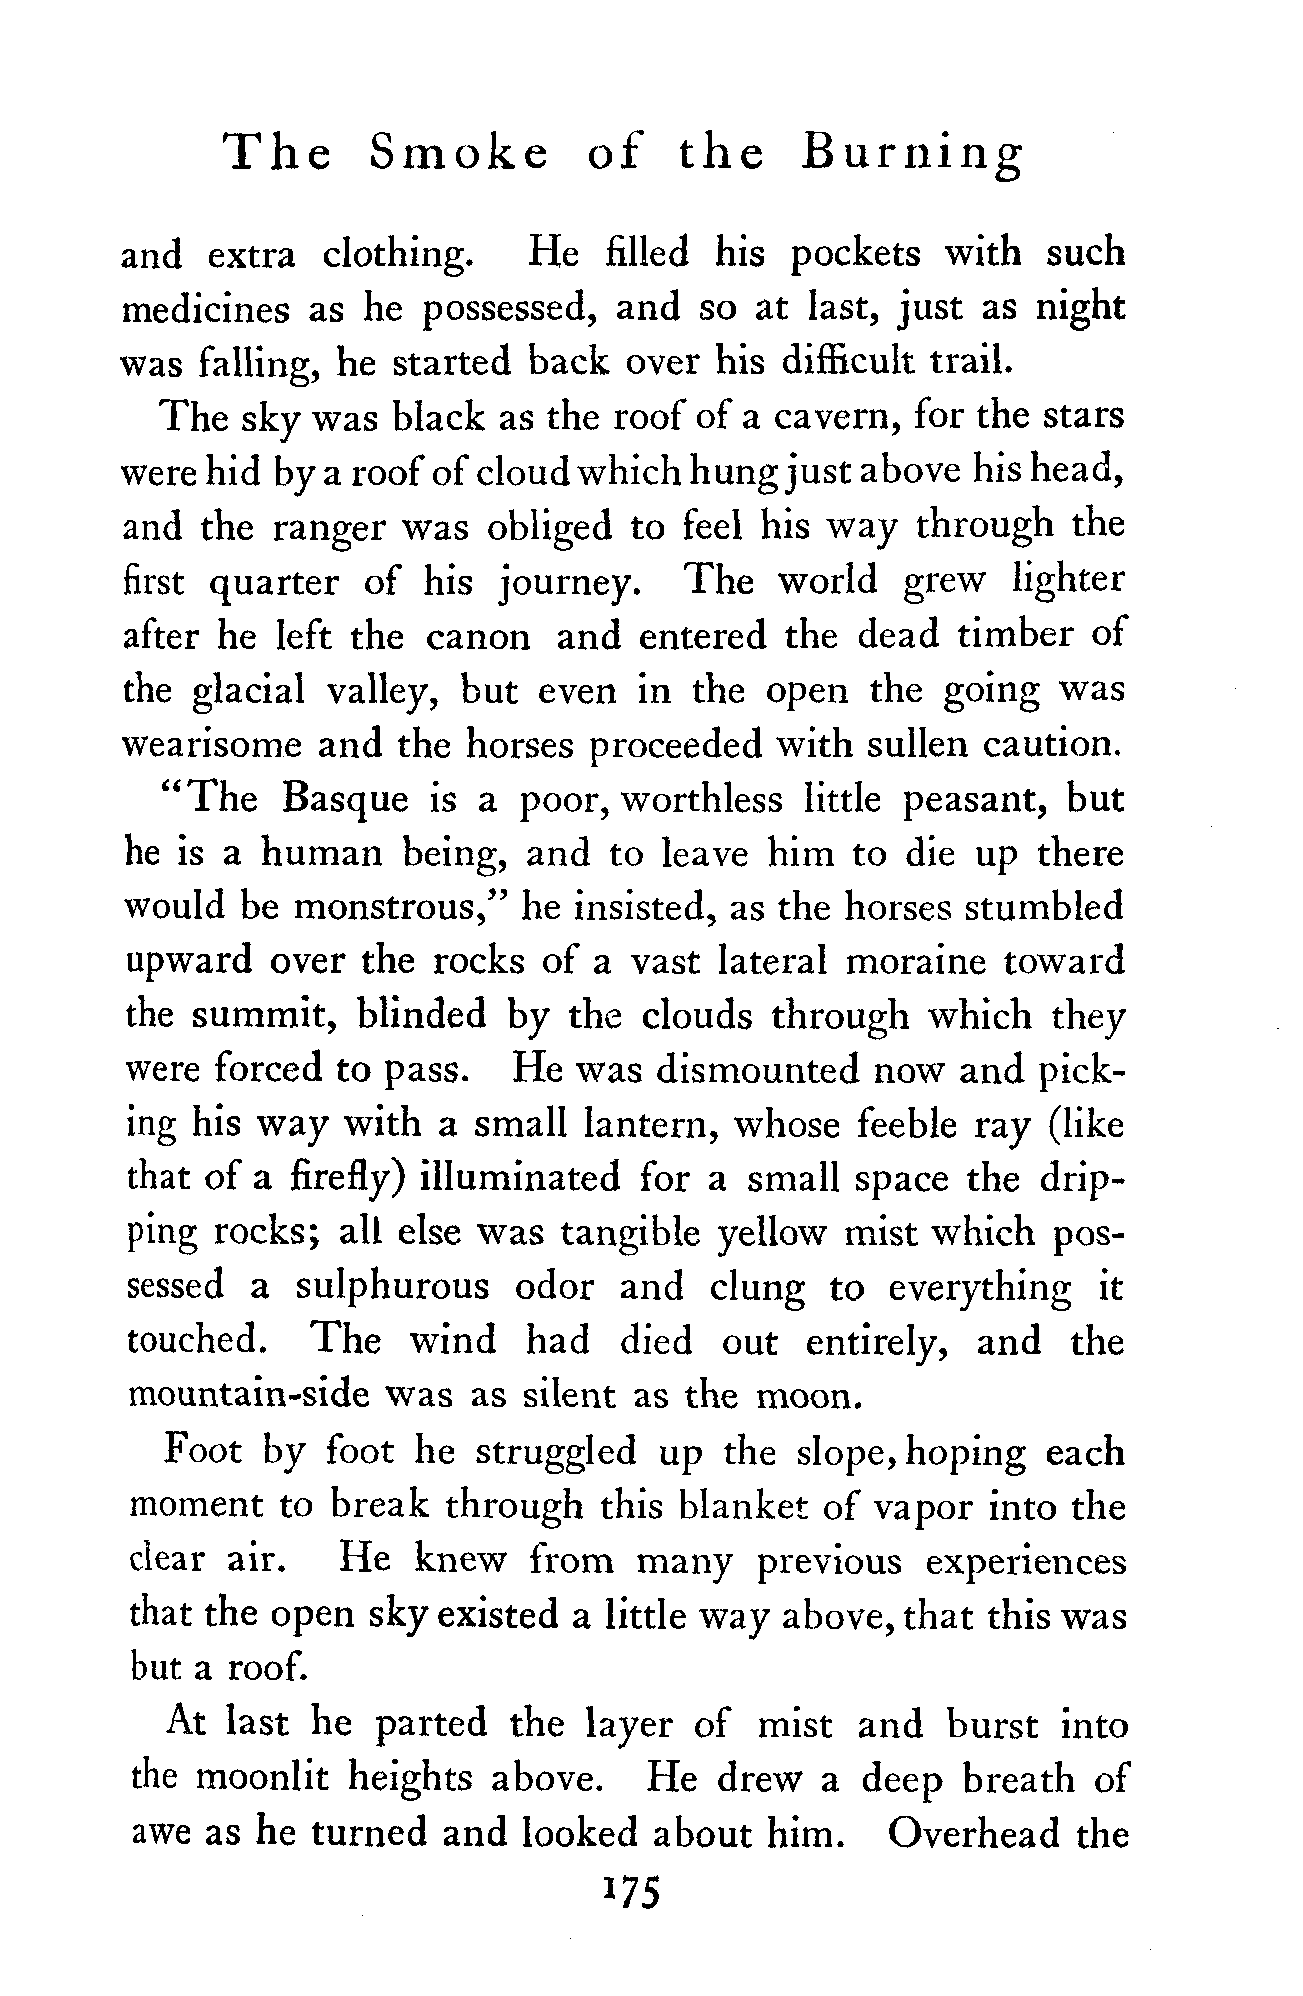 The Smoke of the Burning
and extra clothing. He filled his pockets with such
medicines as he possessed, and so at last, just as night
was falling, he started back over his difficult trail.
The sky was black as the roof of a cavern, for the stars
were hid by a roof of cloud which hung just above his head,
and the ranger was obliged to feel his way through the
first quarter of his journey. The world grew lighter
after he left the canon and entered the dead timber of
the glacial valley, but even in the open the going was
wearisome and the horses proceeded with sullen caution.
"The Basque is a poor, worthless little peasant, but
he is a human being, and to leave him to die up there
would be monstrous," he insisted, as the horses stumbled
upward over the rocks of a vast lateral moraine toward
the summit, blinded by the clouds through which they
were forced to pass. He was dismounted now and pick-
ing his way with a small lantern, whose feeble ray (like
that of a firefly) illuminated for a small space the drip-
ping rocks; all else was tangible yellow mist which pos-
sessed a sulphurous odor and clung to everything it
touched. The wind had died out entirely, and the
mountain-side was as silent as the moon.
Foot by foot he struggled up the slope, hoping each
moment to break through this blanket of vapor into the
clear air. He knew from many previous experiences
that the open sky existed a little way above, that this was
but a roof.
At last he parted the layer of mist and burst into
the moonlit heights above. He drew a deep breath of
awe as he turned and looked about him. Overhead the
175